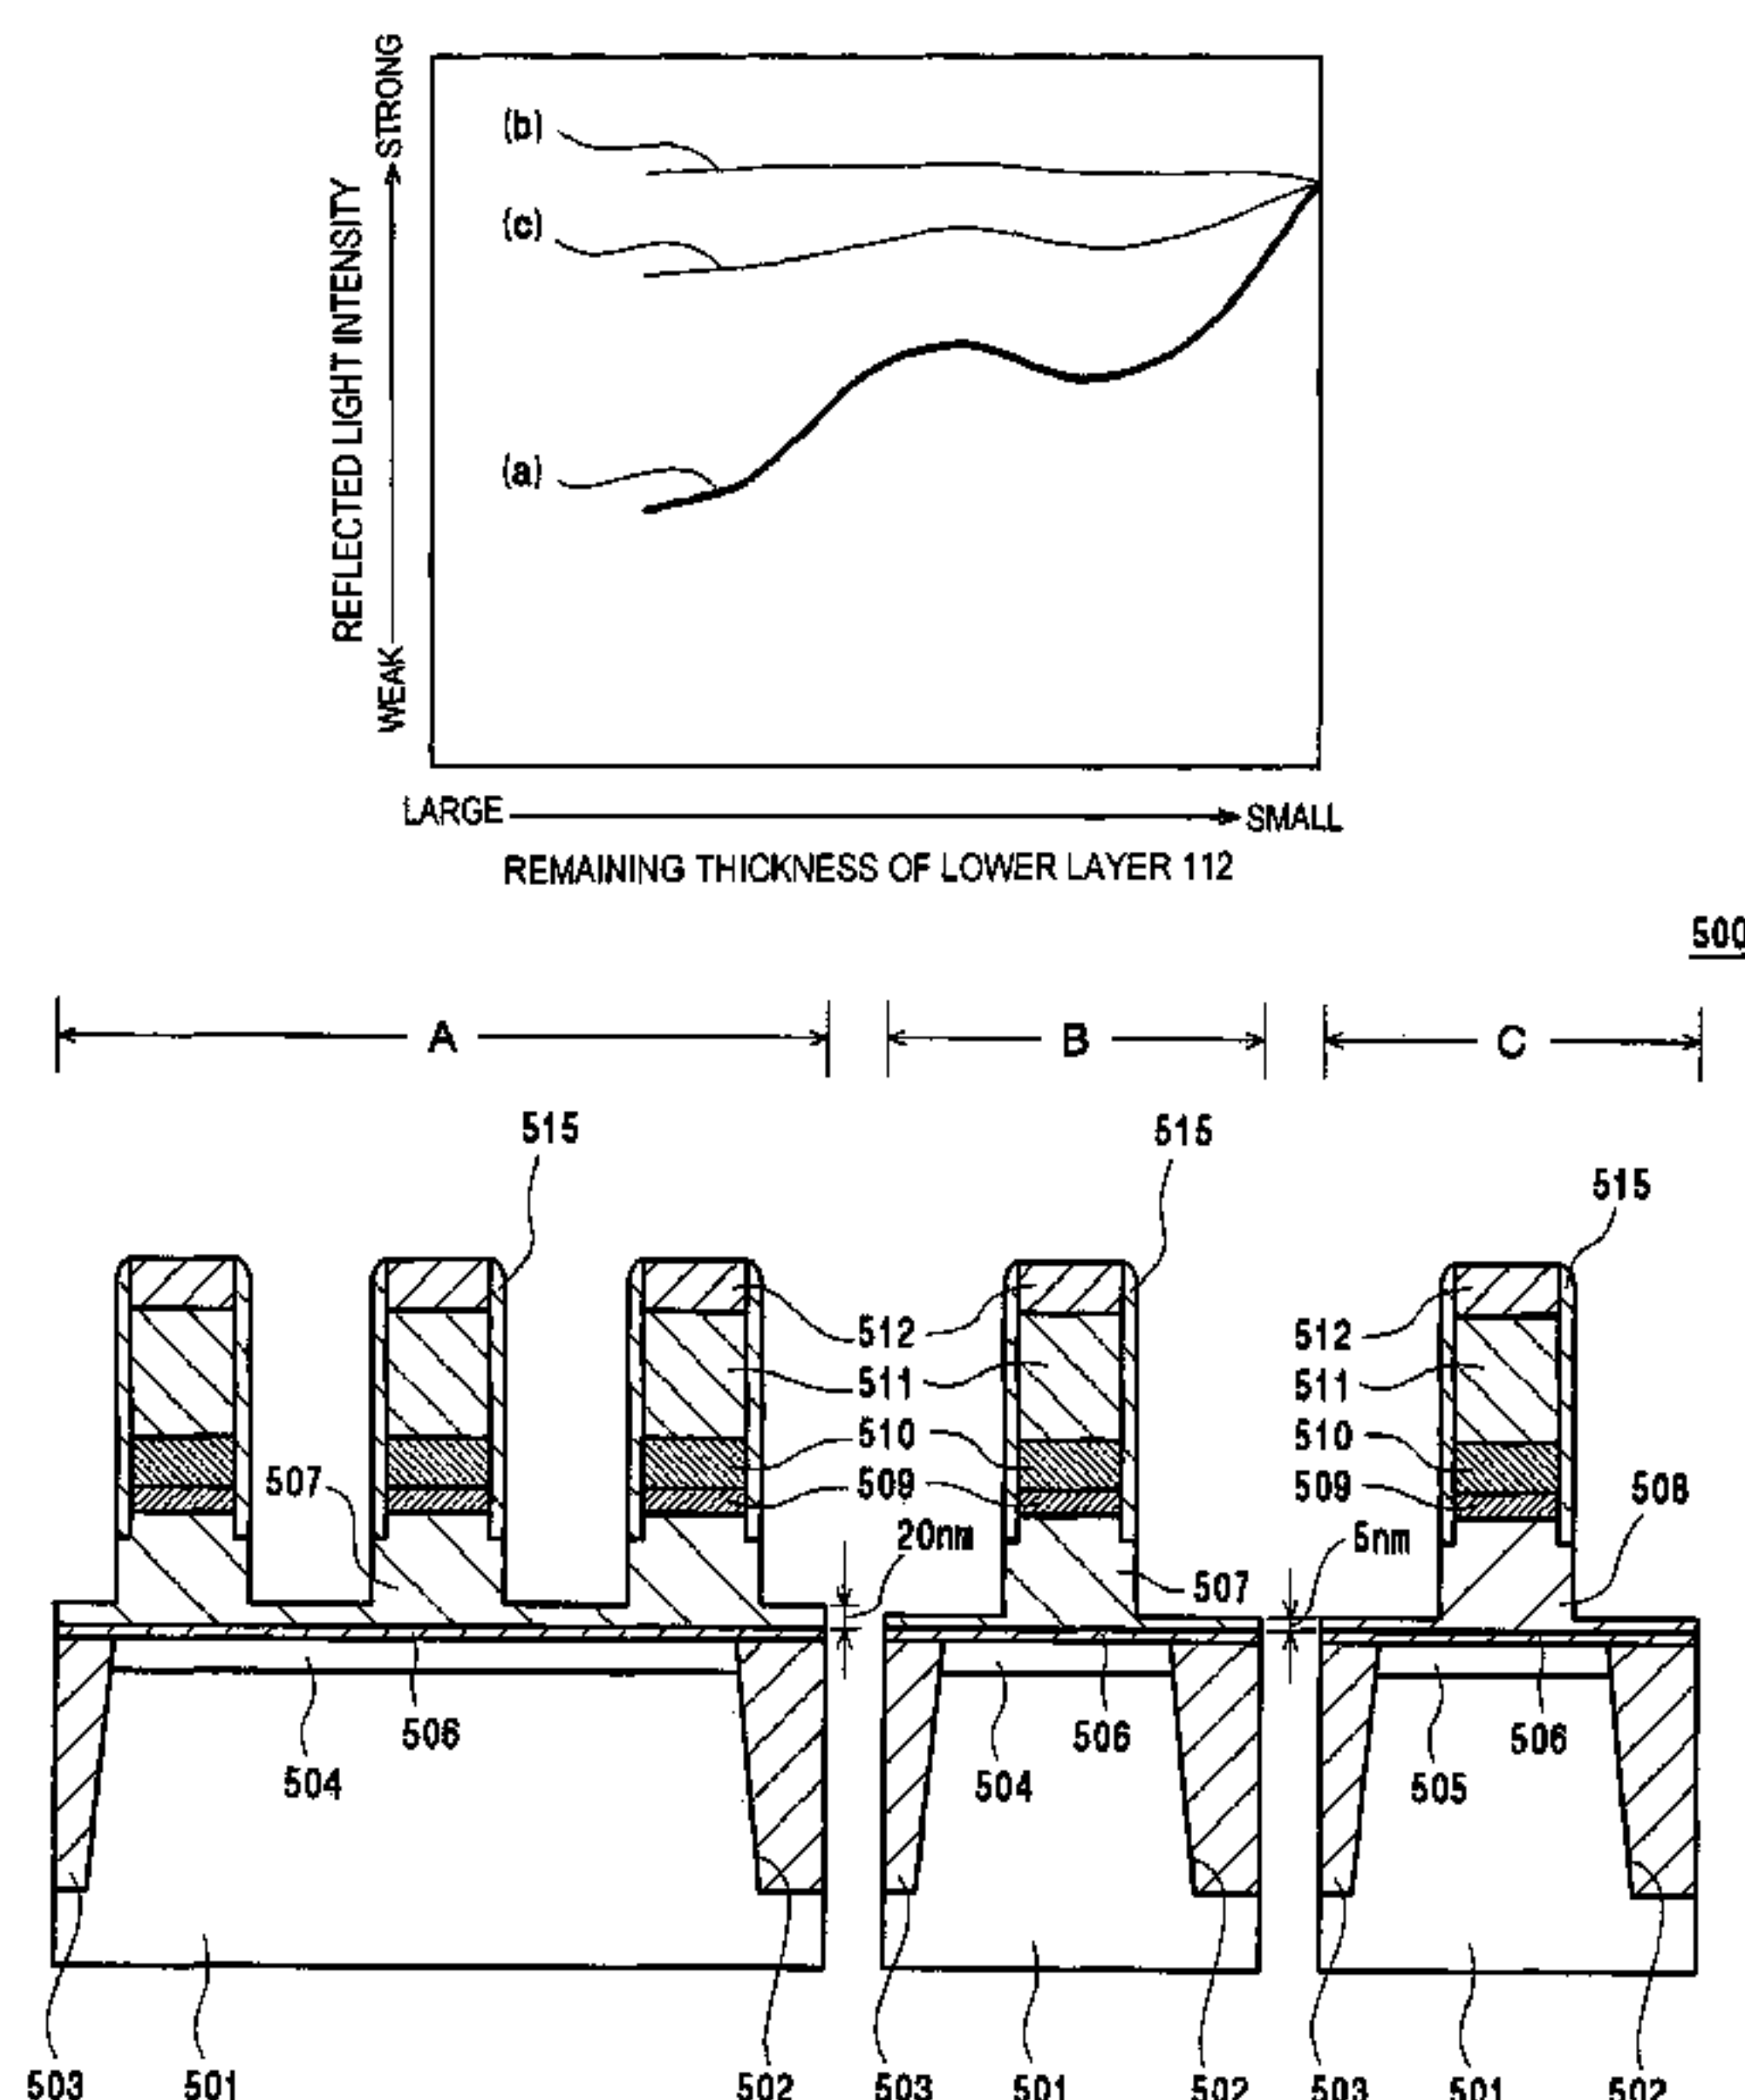 STRONG
REFLECTED LIGHT INTENSITY
WEAK
(b)
(c)
(a)
LARGE SMALL
REMAINING THICKNESS OF LOWER LAYER 112
500
A B C
515 515 515
512 512
511 511
510 510
507 509 509 508
20nm 5nm
507
506 506 506
504 504 505
503 501 502 503 501 502 503 501 502